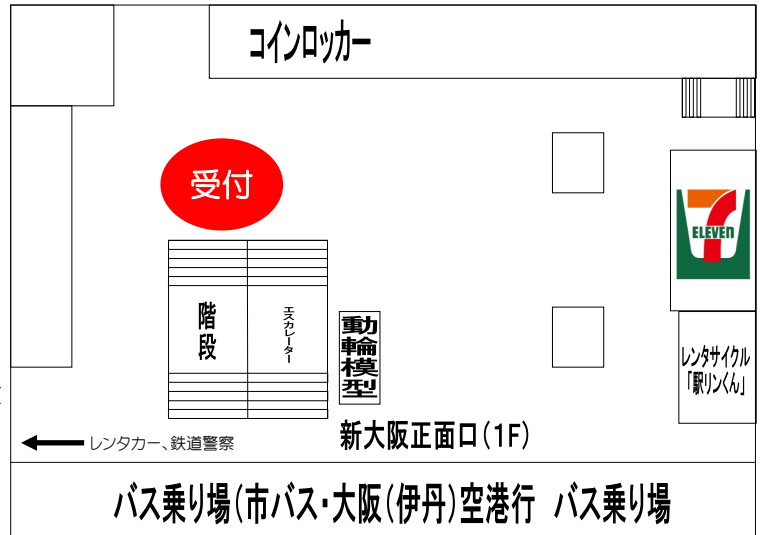 コインロッカー
受付
ELEVEN
階段
エスカレーター
動輪模型
レンタサイクル
「駅リンくん」
新大阪正面口(1F)
レンタカー、鉄道警察
バス乗り場(市バス・大阪(伊丹)空港行 バス乗り場